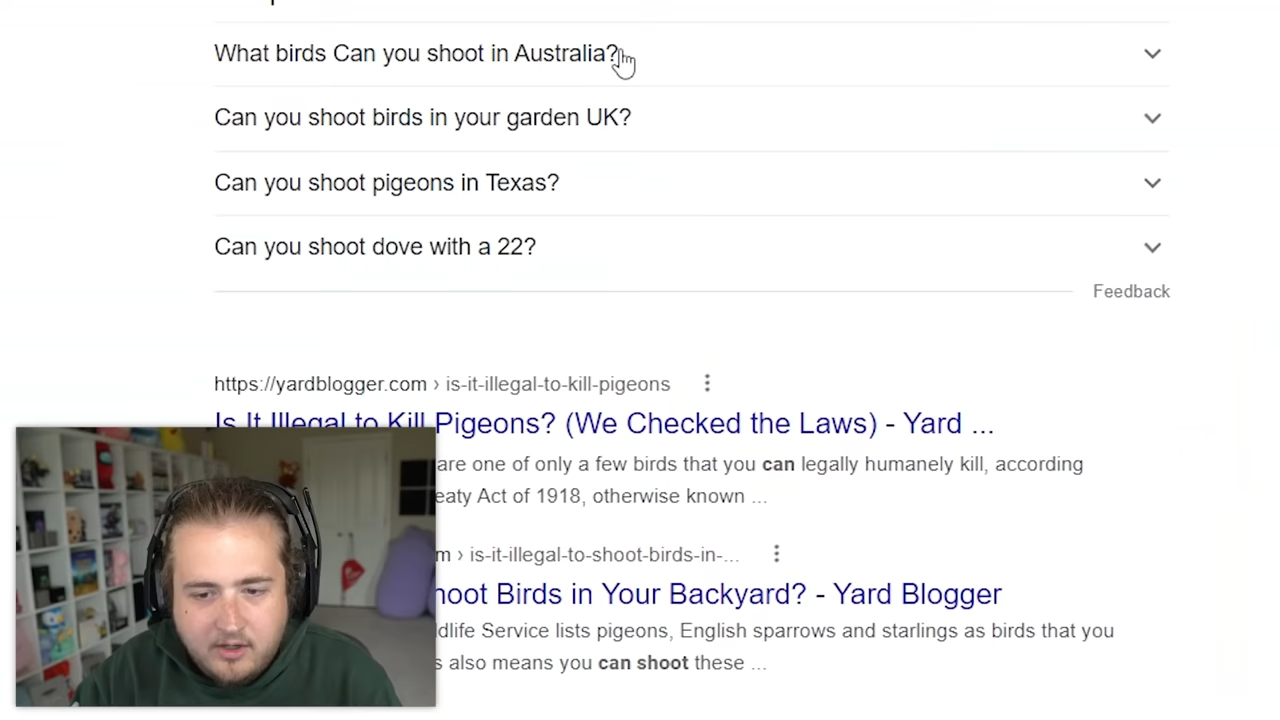 What birds Can you shoot in Australia?
Can you shoot birds in your garden UK?
Can you shoot pigeons in Texas?
Can you shoot dove with a 22?
Feedback
https://yardblogger.com › is-it-illegal-to-kill-pigeons
Is It Illegal to Kill Pigeons? (We Checked the Laws) - Yard ...
are one of only a few birds that you can legally humanely kill, according
Act of 1918, otherwise known ...
› is-it-illegal-to-shoot-birds-in-...
Birds in Your Backyard? - Yard Blogger
Service lists pigeons, English sparrows and starlings as birds that you
also means you can shoot these ...